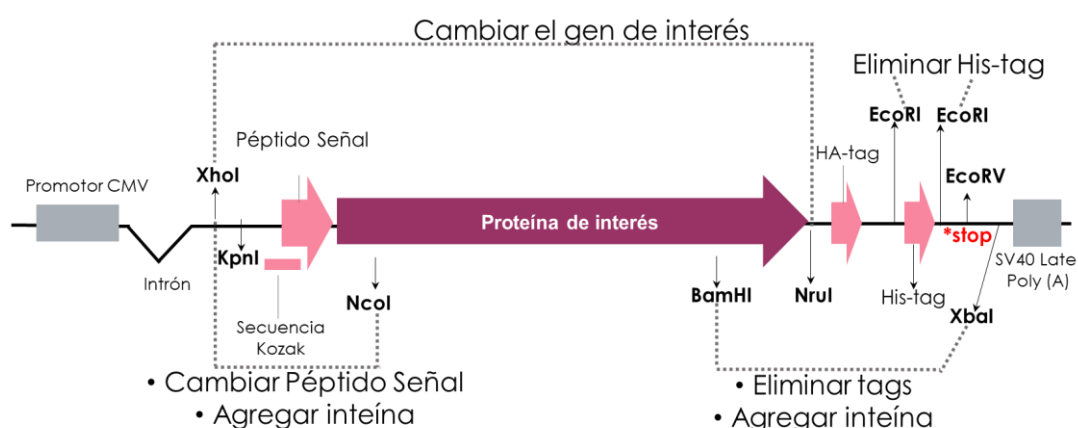 Cambiar el gen de interés
Eliminar His-tag
EcoRI EcoRI
Péptido Señal
HA-tag
XhoI
EcoRV
Promotor CMV
Proteína de interés
*stop
KpnI
SV40 Late
Poly (A)
Intrón
His-tag
NcoI
BamHI
NruI
XbaI
Secuencia
Kozak
• Cambiar Péptido Señal
• Agregar inteína
• Eliminar tags
• Agregar inteína